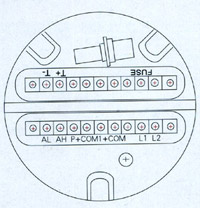 T- T+ FUSE
AL AH P+COM1+COM L1 L2